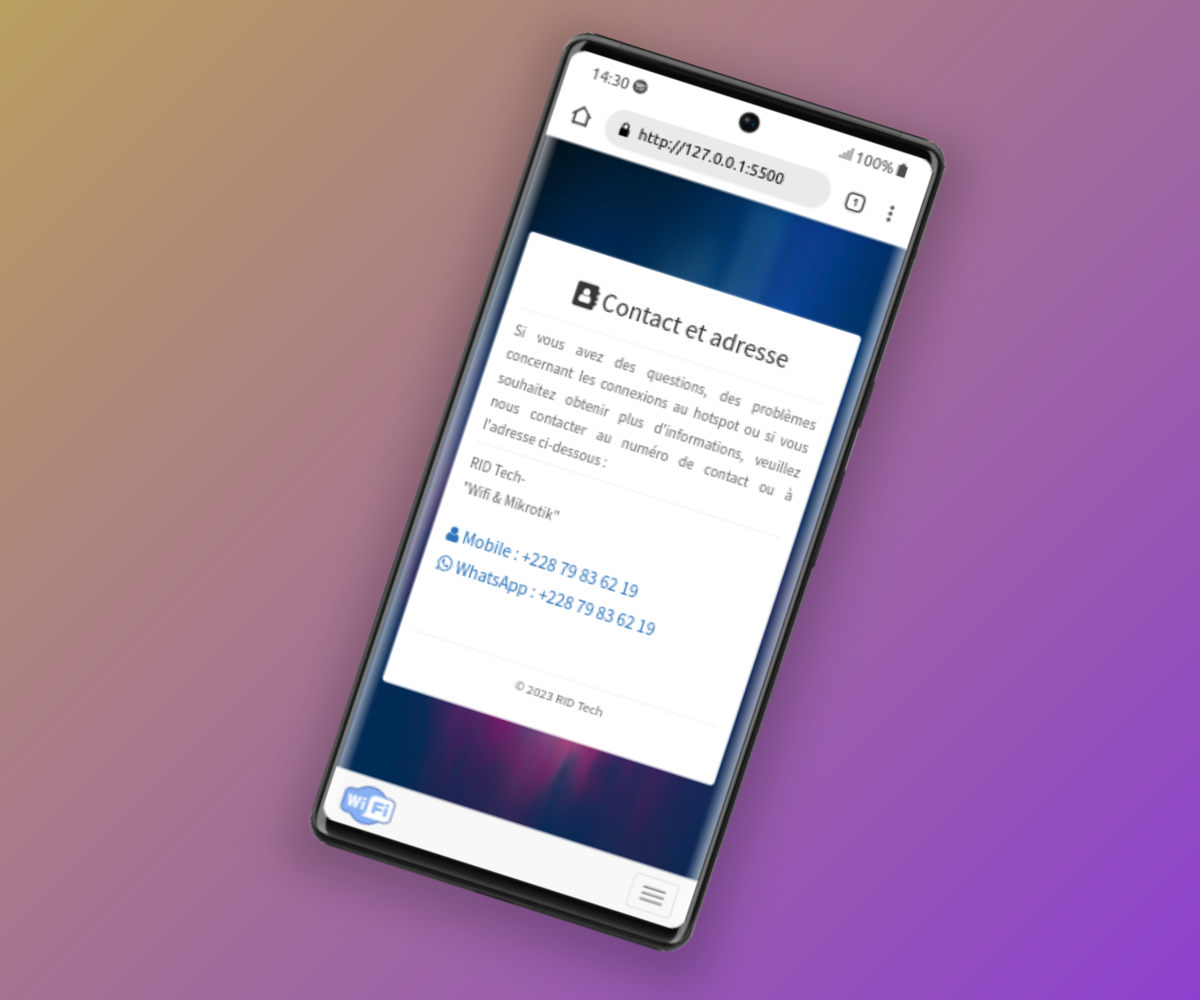 14:30
100%
http://127.0.0.1:5500
1
Contact et adresse
Si vous avez des questions, des problèmes
concernant les connexions au hotspot ou si vous
souhaitez obtenir plus d'informations, veuillez
nous contacter au numéro de contact ou à
l'adresse ci-dessous :
RID Tech-
"Wifi & Mikrotik"
Mobile : +228 79 83 62 19
WhatsApp : +228 79 83 62 19
© 2023 RID Tech
Wi Fi